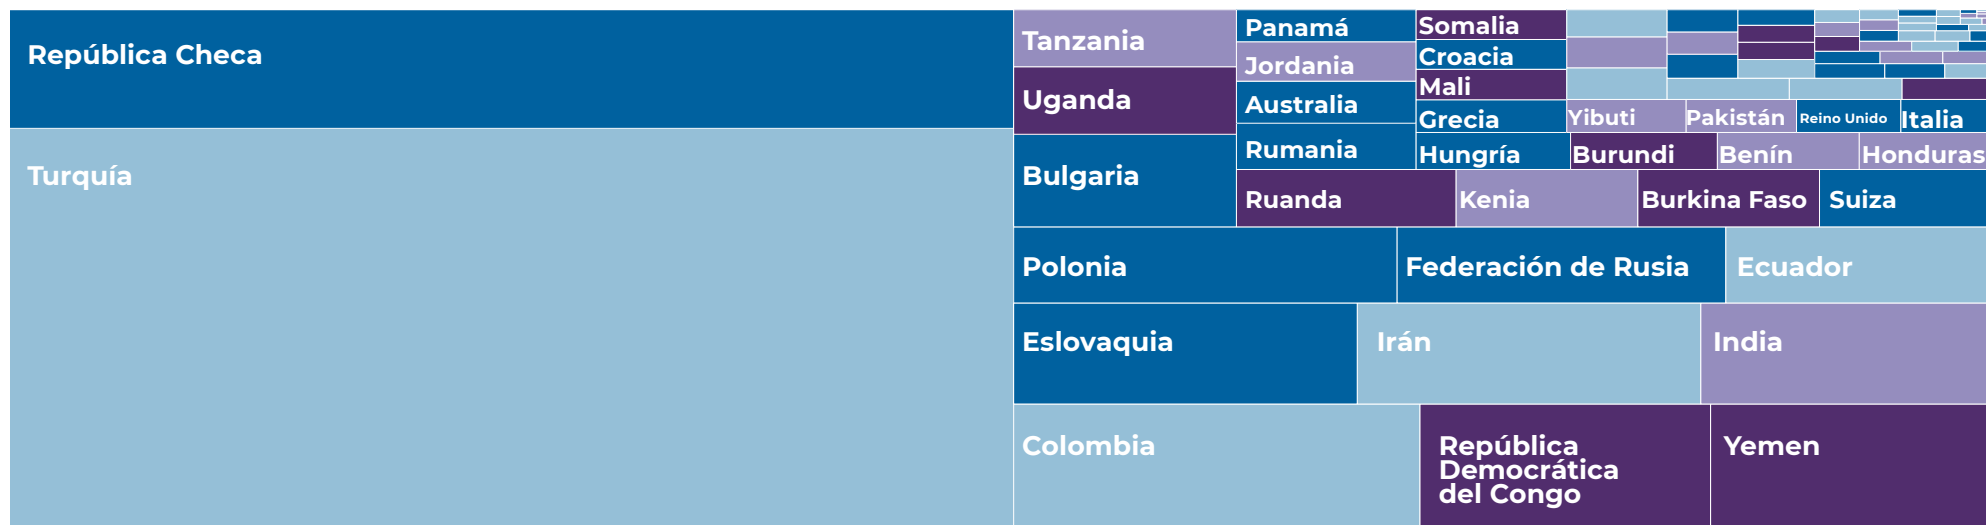 República Checa
Turquía
Tanzania
Uganda
Bulgaria
Panamá
Jordania
Australia
Rumania
Somalia
Croacia
Mali
Grecia
Yibuti
Pakistán
Reino Unido
Italia
Hungría
Burundi
Benín
Honduras
Ruanda
Kenia
Burkina Faso
Suiza
Polonia
Federación de Rusia
Ecuador
Eslovaquia
Irán
India
Colombia
República
Democrática
del Congo
Yemen